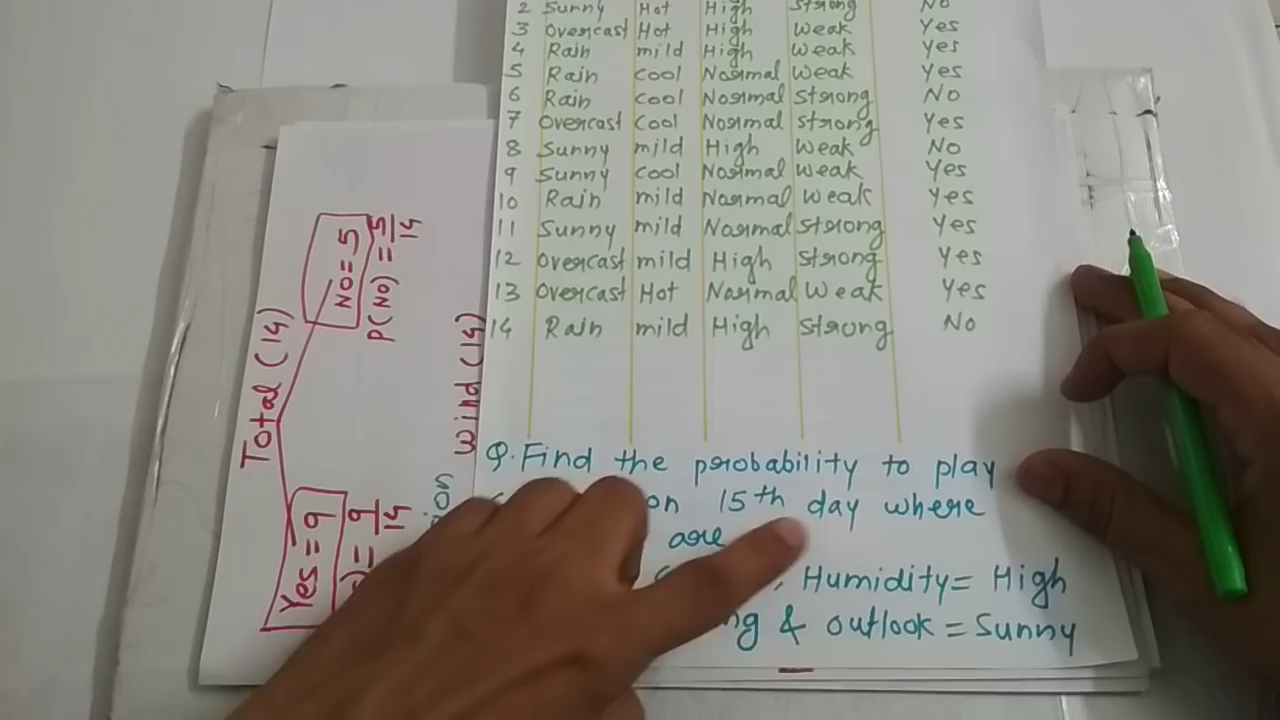 2 Sunny Hot High Strong No
3 Overcast Hot High Weak Yes
4 Rain mild High weak Yes
5 Rain cool Normal weak Yes
6 Rain cool Normal Strong No
7 Overcast Cool Normal strong Yes
8 Sunny mild High Weak No
9 Sunny cool Normal weak Yes
10 Rain mild Normal Weak Yes
11 Sunny mild Normal Strong Yes
12 Overcast mild High Strong Yes
13 Overcast Hot Normal Weak Yes
14 Rain mild High Strong No
Q. Find the probability to play
on 15th day where
are
Humidity = High
& outlook = Sunny
Total (14)
No = 5
P(No) = 5/14
Yes = 9
= 9/14
Wind (14)